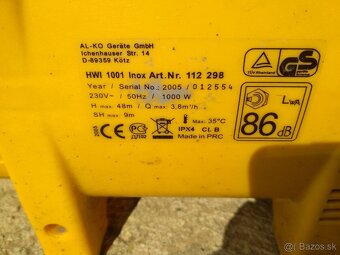 AL-KO Geräte GmbH
Ichenhauser Str. 14
D-89359 Kötz
HWI 1001 Inox Art.Nr. 112 298
Year / Serial No.: 2005 / 012554
230V~ / 50Hz / 1000 W
H max. 48m / Q max. 3,8m³/h
SH max. 9m
Max. 35°C
IPX4 CL B
Made in PRC
TÜV Rheinland
GS
LWA
86 dB
© Bazos.sk